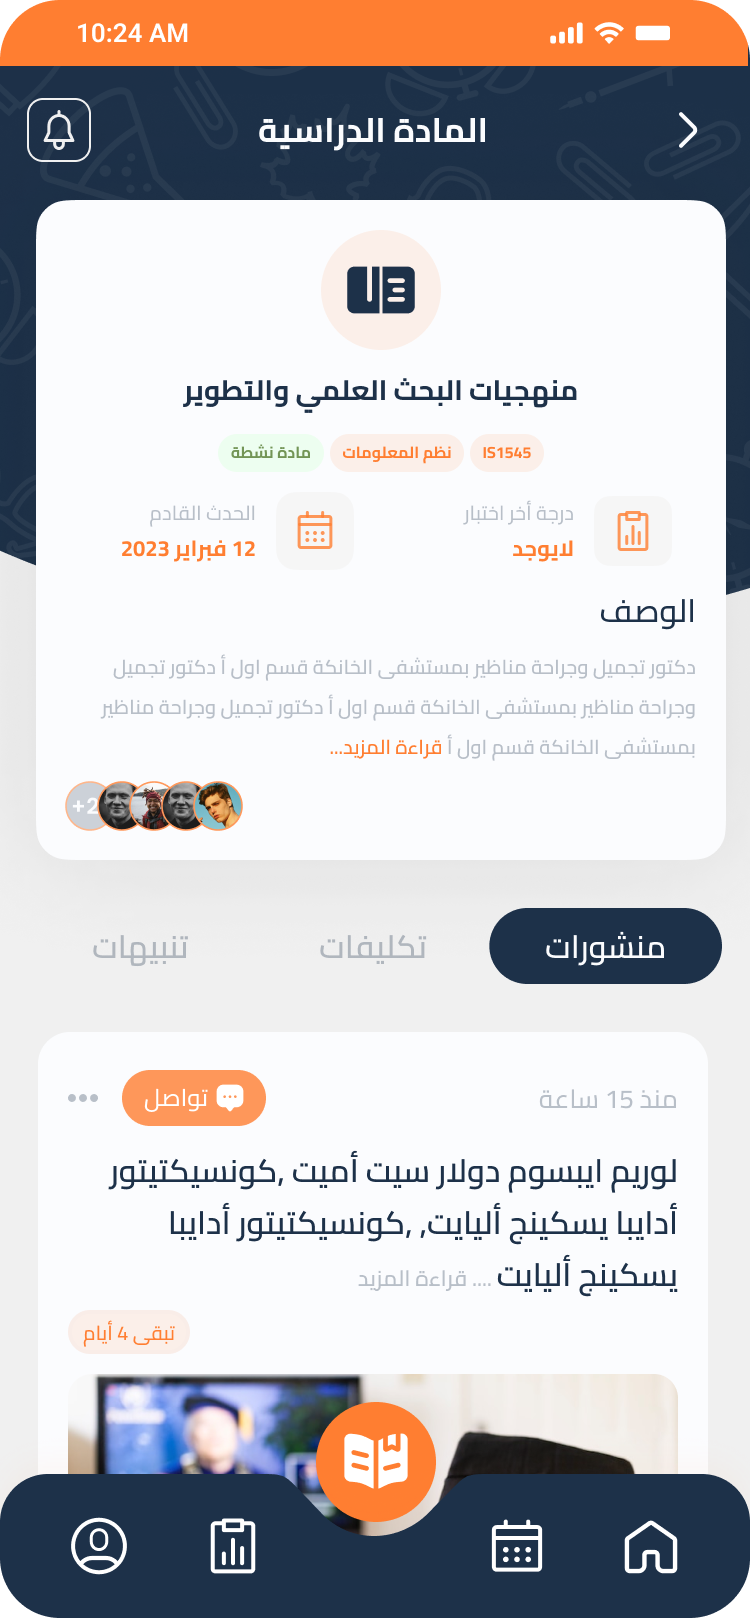 10:24 AM
المادة الدراسية
منهجيات البحث العلمي والتطوير
IS1545
نظم المعلومات
مادة نشطة
درجة أخر اختبار
لايوجد
الحدث القادم
12 فبراير 2023
الوصف
دكتور تجميل وجراحة مناظير بمستشفى الخانكة قسم اول أ دكتور تجميل
وجراحة مناظير بمستشفى الخانكة قسم اول أ دكتور تجميل وجراحة مناظير
بمستشفى الخانكة قسم اول أ قراءة المزيد...
+2
منشورات
تكليفات
تنبيهات
منذ 15 ساعة
تواصل
لوريم ايبسوم دولار سيت أميت ,كونسيكتيتور
أدايبا يسكينج أليايت, ,كونسيكتيتور أدايبا
يسكينج أليايت .... قراءة المزيد
تبقى 4 أيام